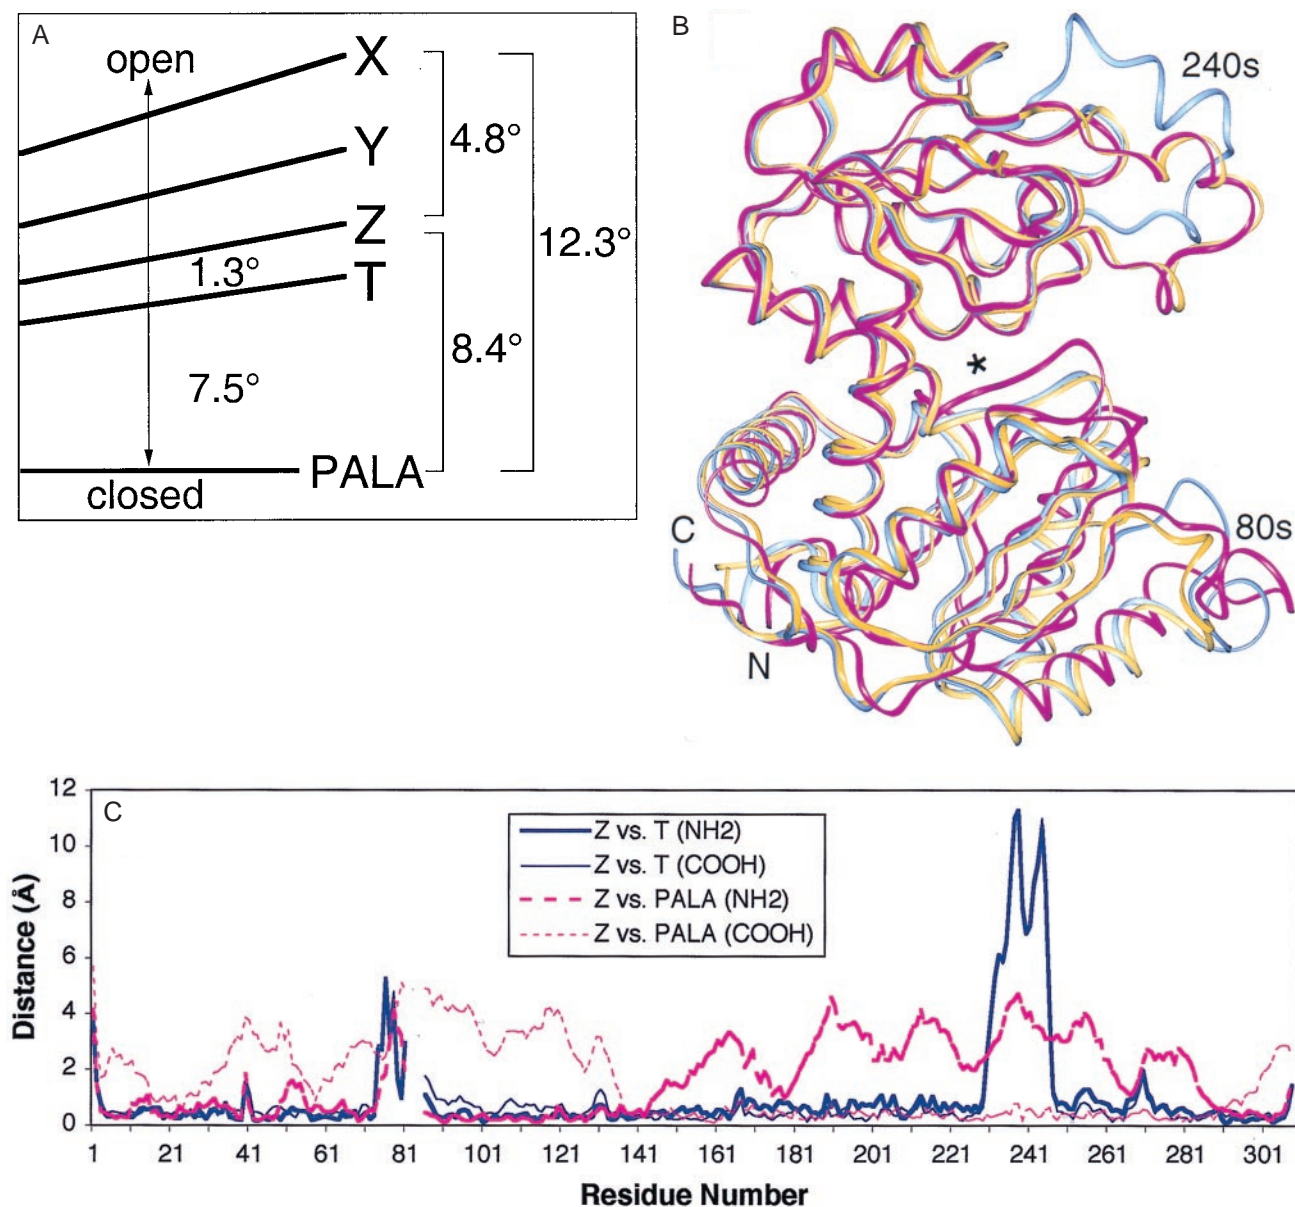 A
open
X
Y
4.8°
Z
1.3°
T
12.3°
8.4°
7.5°
PALA
closed
B
240s
*
C
80s
N
C
Z vs. T (NH2)
Z vs. T (COOH)
Z vs. PALA (NH2)
Z vs. PALA (COOH)
Distance (Å)
12
10
8
6
4
2
0
1 21 41 61 81 101 121 141 161 181 201 221 241 261 281 301
Residue Number